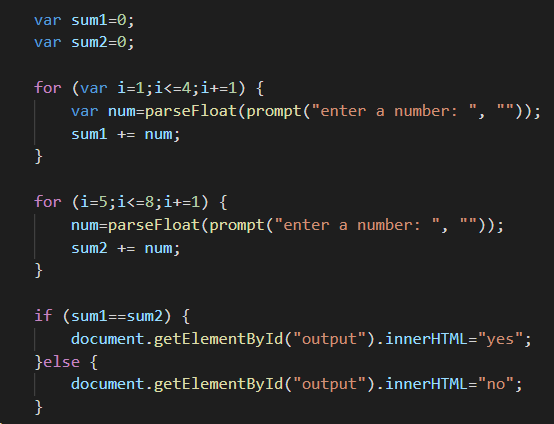 var sum1=0;
var sum2=0;

for (var i=1;i<=4;i+=1) {
    var num=parseFloat(prompt("enter a number: ", ""));
    sum1 += num;
}

for (i=5;i<=8;i+=1) {
    num=parseFloat(prompt("enter a number: ", ""));
    sum2 += num;
}

if (sum1==sum2) {
    document.getElementById("output").innerHTML="yes";
}else {
    document.getElementById("output").innerHTML="no";
}